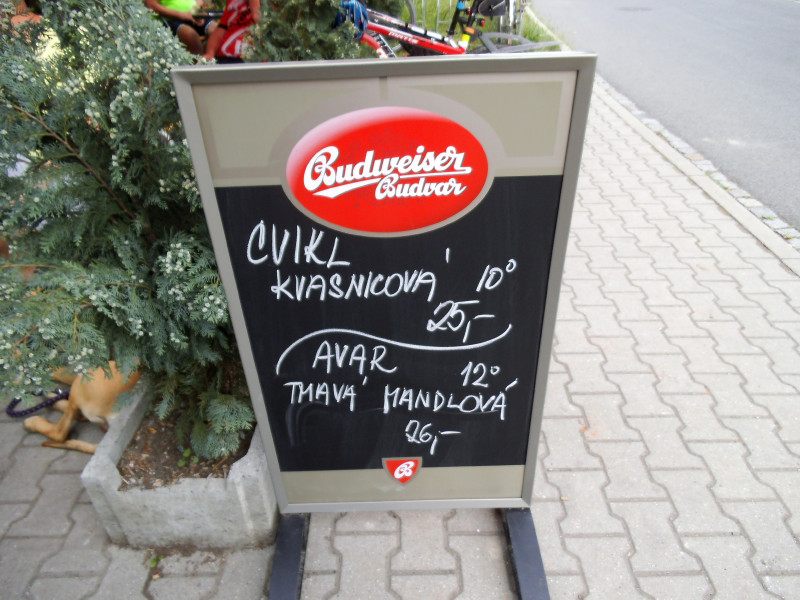 Budweiser
Budvar
CVIKL
KVASNICOVÁ 10°
25,-
AVAR 12°
TMAVÁ MANDLOVÁ
26,-
B